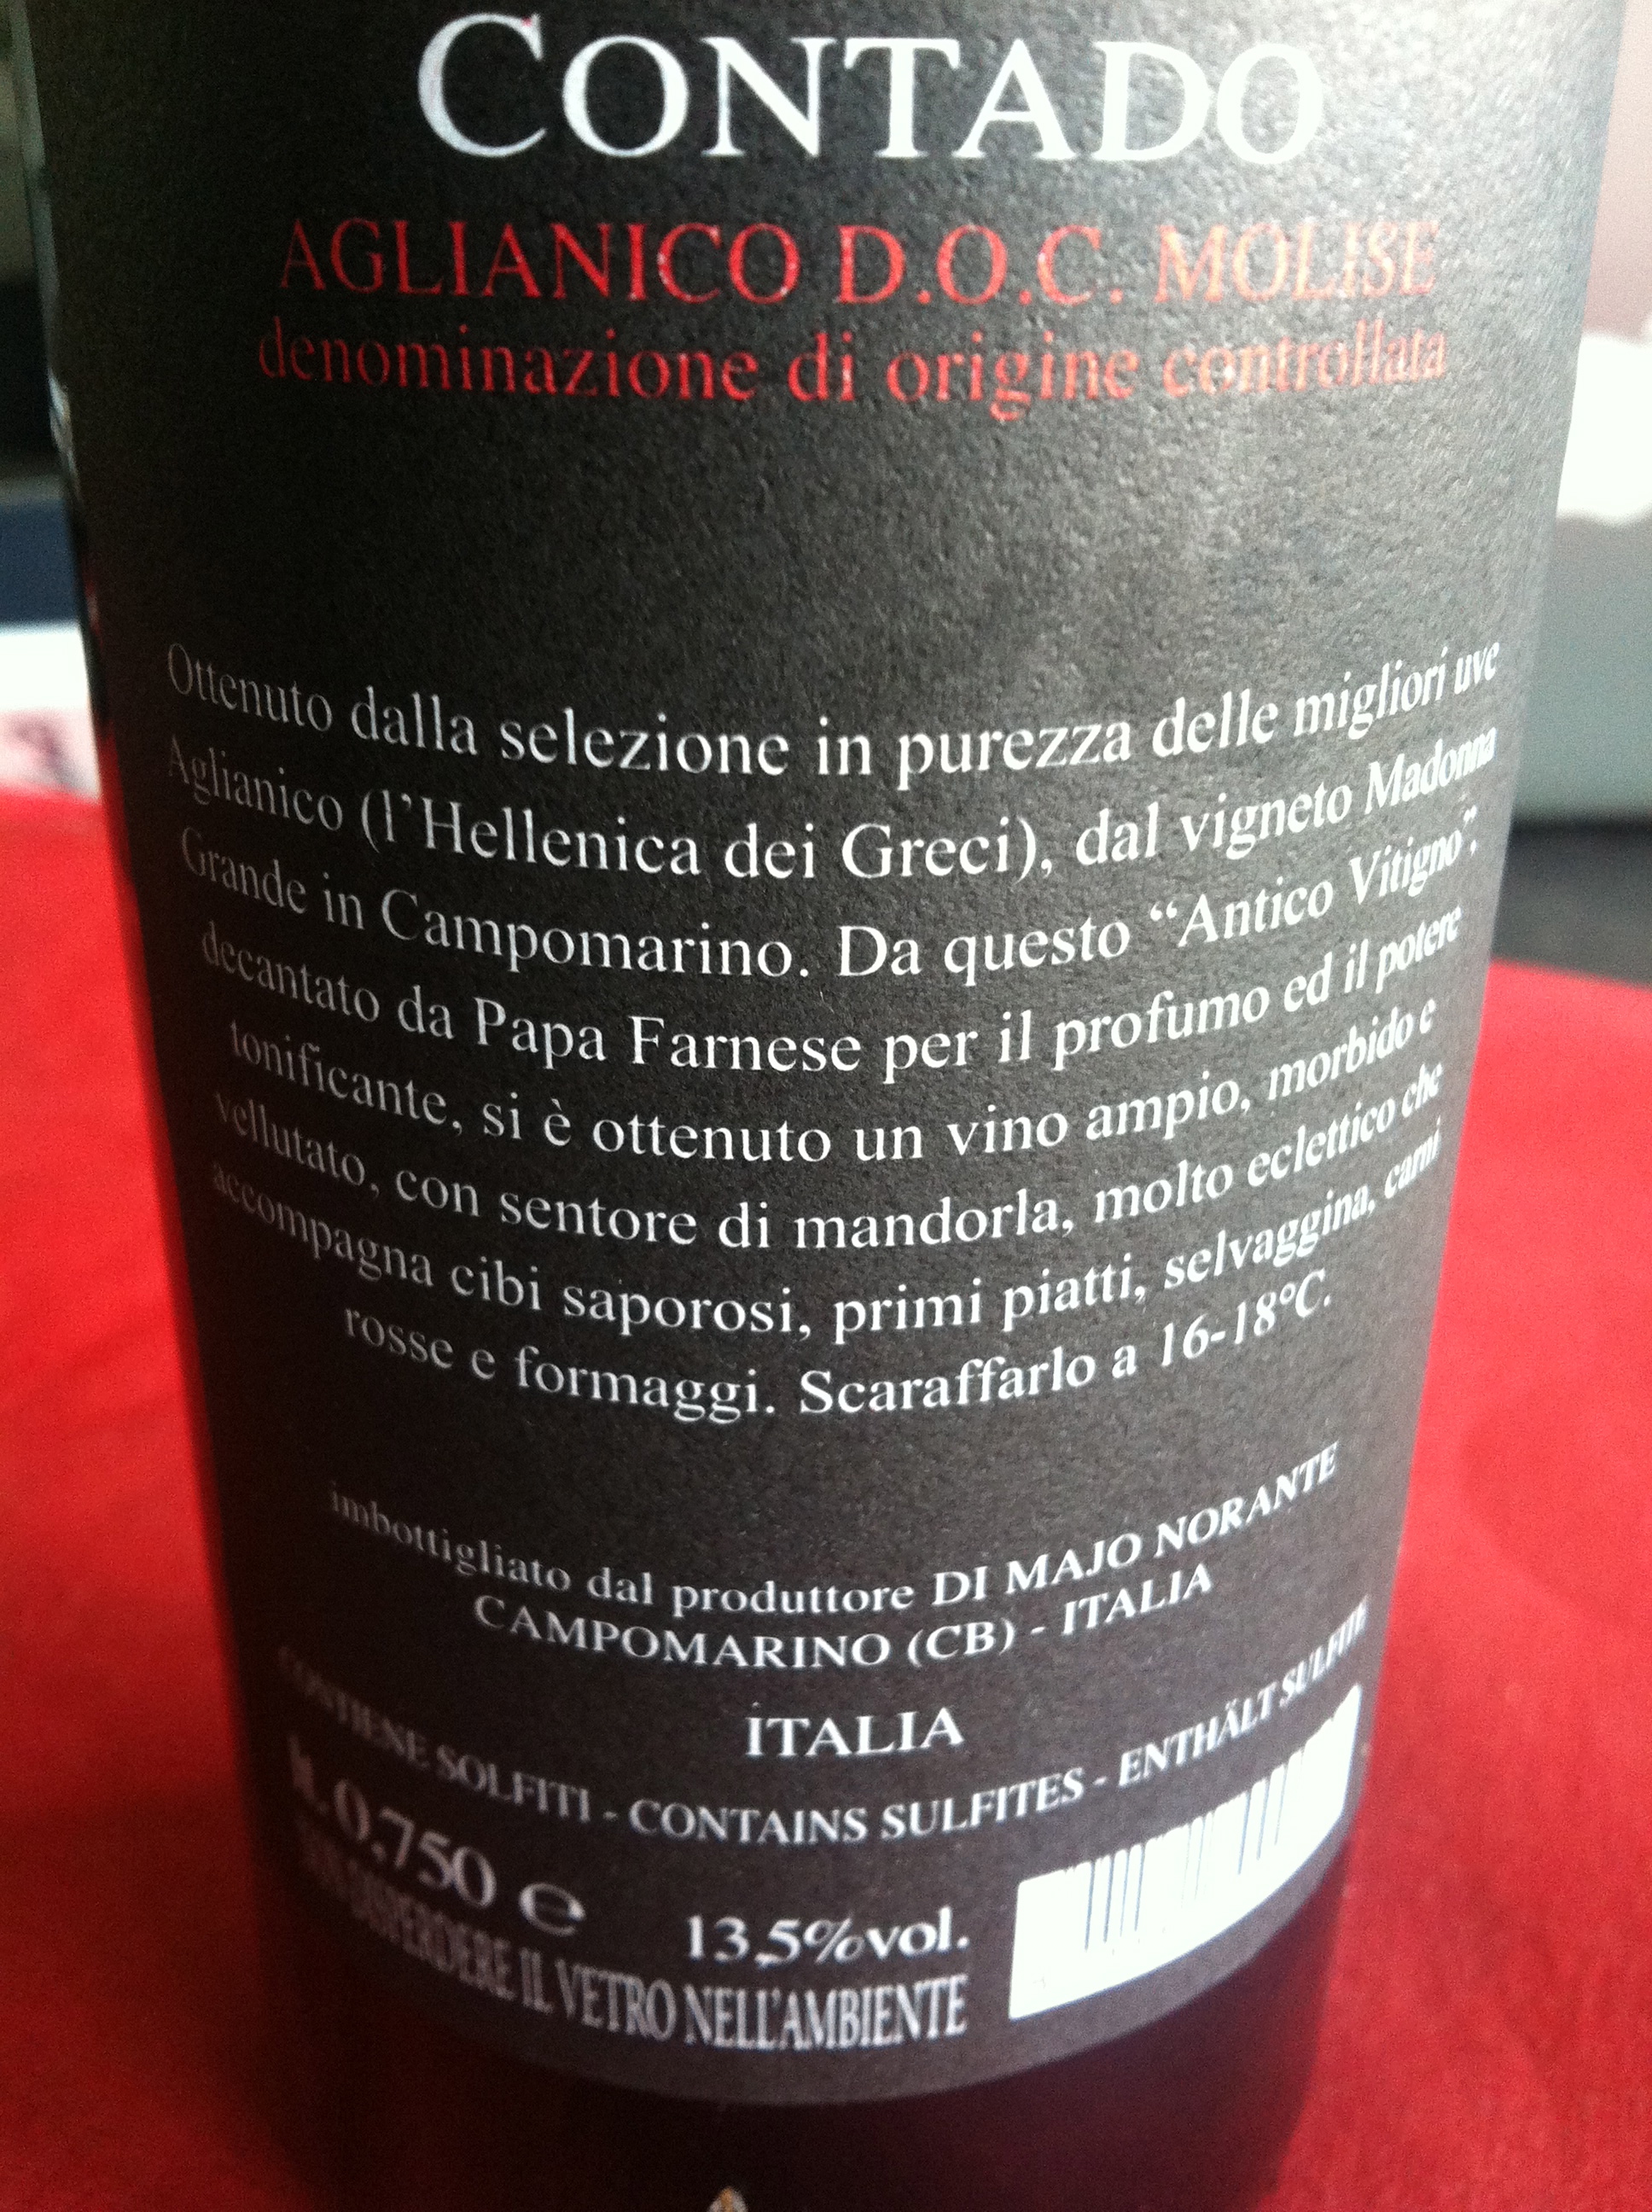 CONTADO
AGLIANICO D.O.C. MOLISE
denominazione di origine controllata
Ottenuto dalla selezione in purezza delle migliori uve
Aglianico (l'Hellenica dei Greci), dal vigneto Madonna
Grande in Campomarino. Da questo “Antico Vitigno”,
decantato da Papa Farnese per il profumo ed il potere
tonificante, si è ottenuto un vino ampio, morbido e
vellutato, con sentore di mandorla, molto eclettico che
accompagna cibi saporosi, primi piatti, selvaggina, carni
rosse e formaggi. Scaraffarlo a 16-18°C.
imbottigliato dal produttore DI MAJO NORANTE
CAMPOMARINO (CB) - ITALIA
ITALIA
CONTIENE SOLFITI - CONTAINS SULFITES - ENTHÄLT SULFITE
lt. 0,750 e 13,5%vol.
DISPERDERE IL VETRO NELL'AMBIENTE